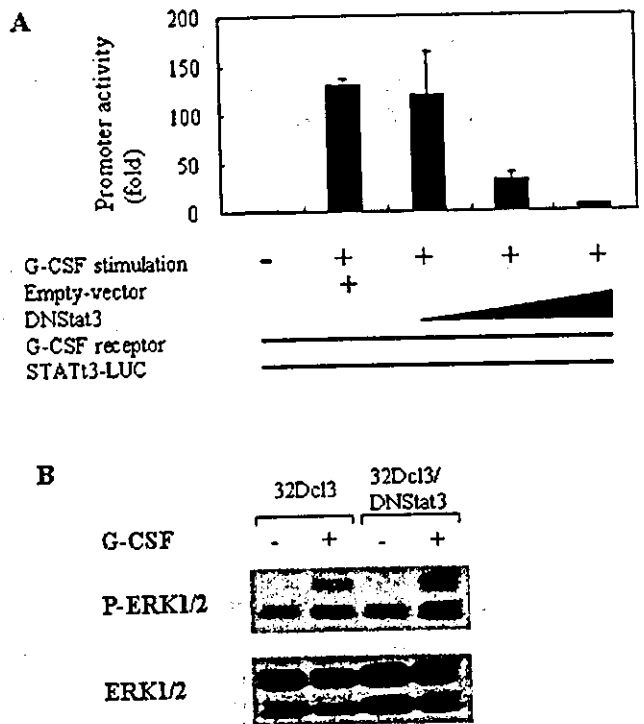 A
200
150
100
50
0
Promoter activity
(fold)
G-CSF stimulation - + + + +
Empty-vector +
DNStat3
G-CSF receptor
STATt3-LUC
B
32Dcl3 32Dcl3/
DNStat3
G-CSF - + - +
P-ERK1/2
ERK1/2